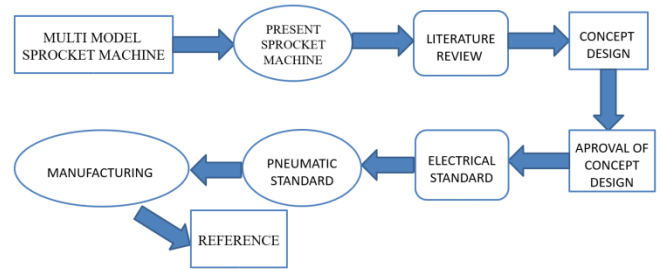 MULTI MODEL
SPROCKET MACHINE
PRESENT
SPROCKET
MACHINE
LITERATURE
REVIEW
CONCEPT
DESIGN
APROVAL OF
CONCEPT
DESIGN
ELECTRICAL
STANDARD
PNEUMATIC
STANDARD
MANUFACTURING
REFERENCE